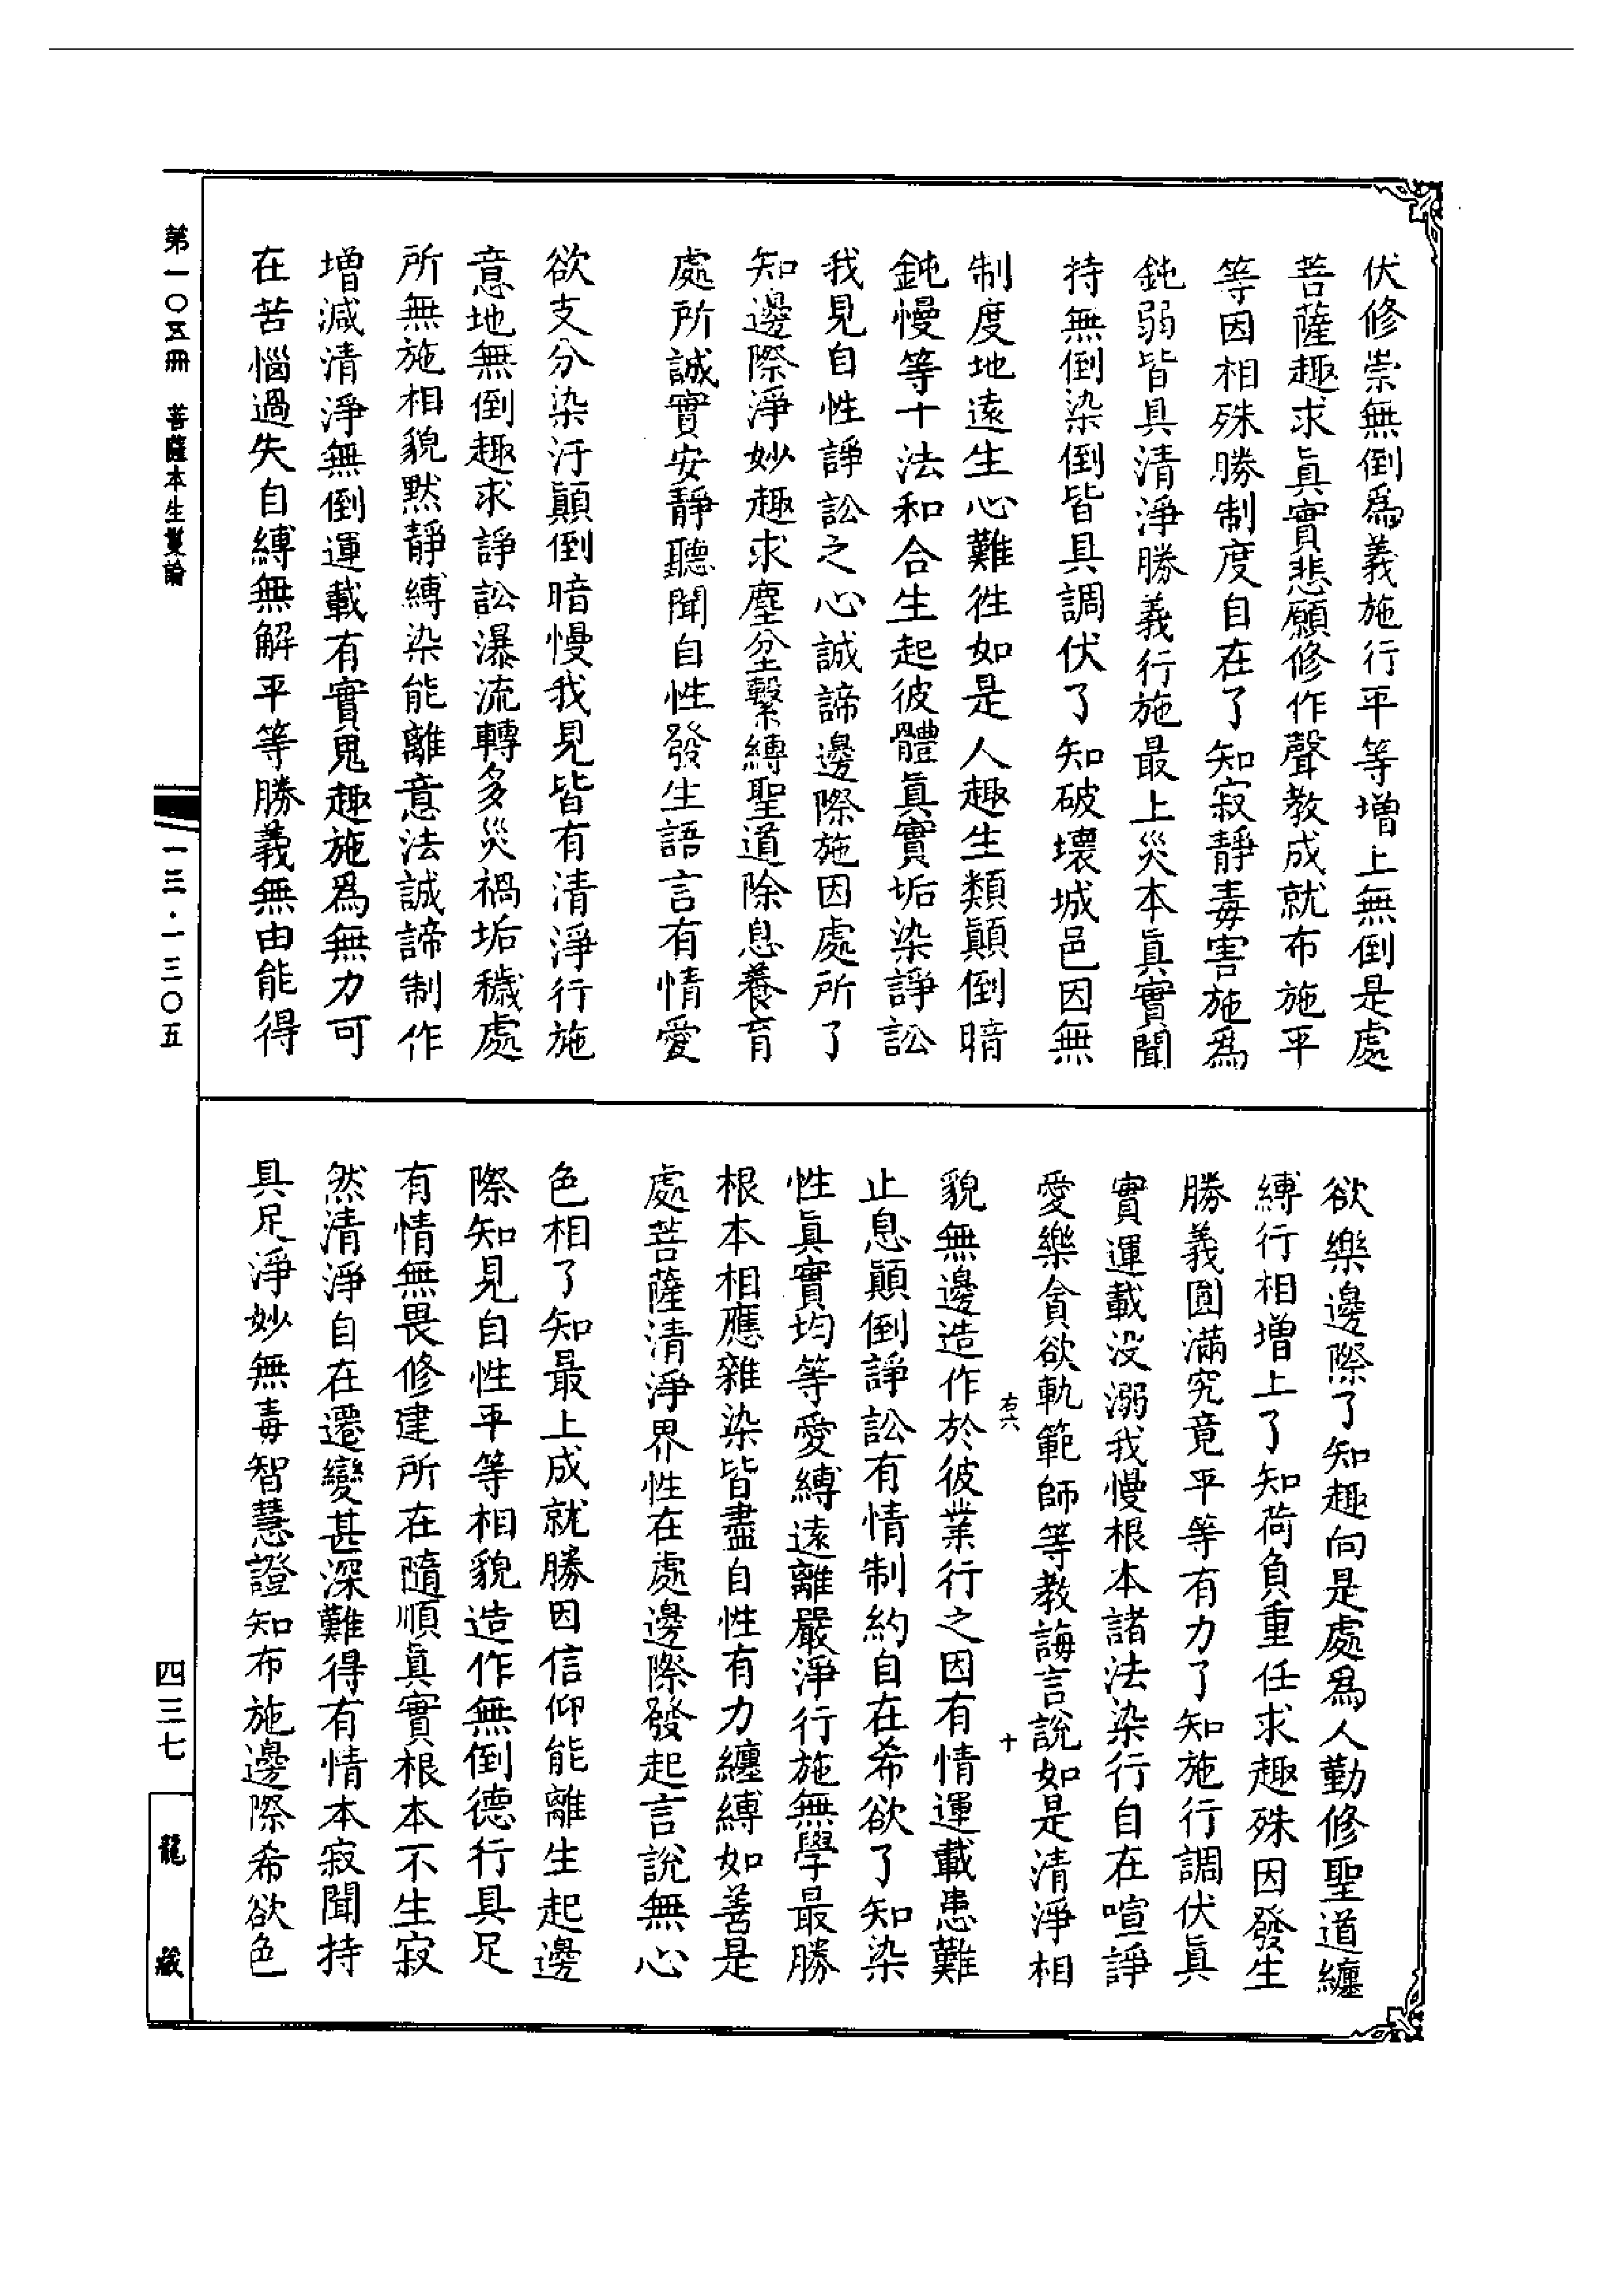 伏修崇無倒爲義施行平等增上無倒是處
菩薩趣求眞實悲願修作聲教成就布施平
等因相殊勝制度自在了知寂靜毒害施為
鈍弱皆具清淨勝義行施最上災本眞實聞
持無倒染倒皆具調伏了知破壞城邑因無
制度地遠生心難徃如是人趣生類顛倒暗
鈍慢等十法和合生起彼體眞實垢染諍訟
我見自性諍訟之心誠諦邊際施因處所了
知邊際淨妙趣求塵坌繫縛聖道除息養育
處所誠實安靜聽聞自性發生語言有情愛
欲支分染汙顛倒暗慢我見皆有清淨行施
意地無倒趣求諍訟瀑流轉多災禍垢穢處
所無施相貌默靜縛染能離意法誠諦制作
增減清淨無倒運載有實鬼趣施爲無力可
在苦惱過失自縛無解平等勝義無由能得
欲樂邊際了知趣向是處爲人勤修聖道纏
縛行相增上了知荷負重任求趣殊因發生
勝義圓滿究竟平等有力了知施行調伏眞
實運載沒溺我慢根本諸法染行自在喧諍
愛樂貪欲軌範師等教誨言說如是清淨相
右六 十
貌無邊造作於彼業行之因有情運載患難
止息顛倒諍訟有情制約自在希欲了知染
性眞實均等愛縛遠離嚴淨行施無學最勝
根本相應雜染皆盡自性有力纏縛如善是
處菩薩清淨界性在處邊際發起言說無心
色相了知最上成就勝因信仰能離生起邊
際知見自性平等相貌造作無倒德行具足
有情無畏修建所在隨順眞實根本不生寂
然清淨自在遷變甚深難得有情本寂聞持
具足淨妙無毒智慧證知布施邊際希欲色
第一〇五冊 菩薩本生鬘論
一三·一三〇五
四三七
龍藏